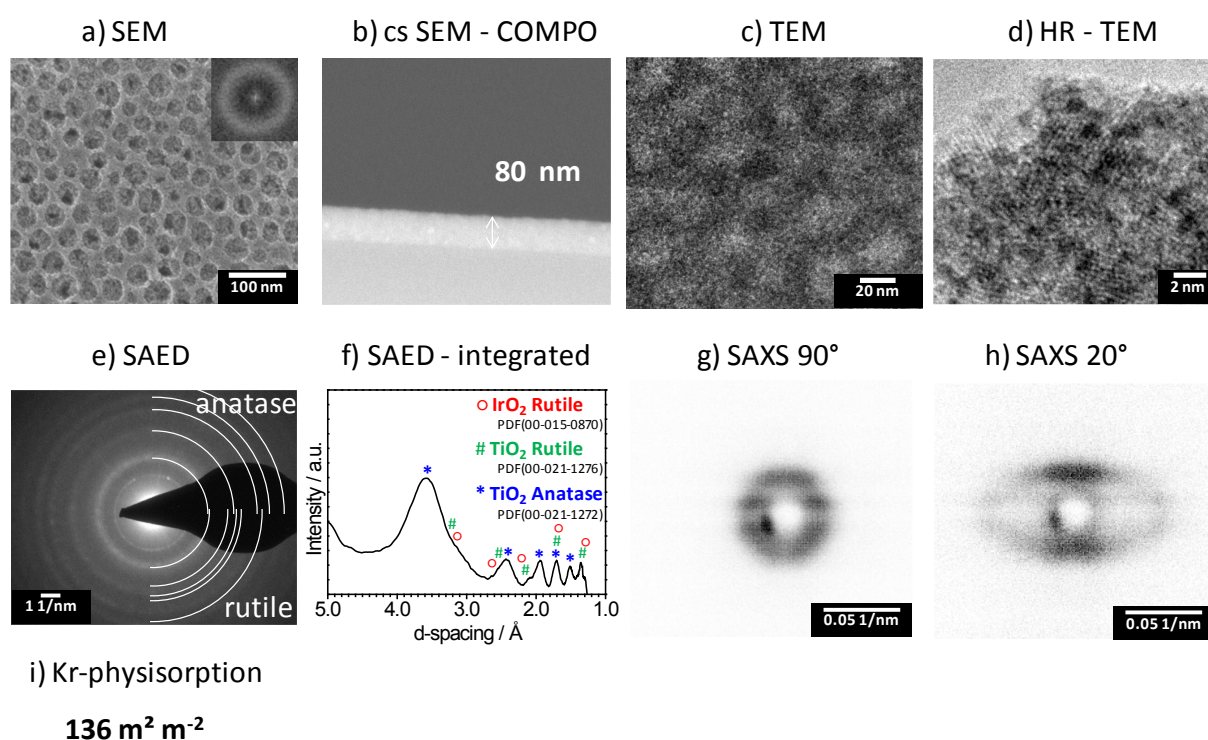 a) SEM
b) cs SEM - COMPO
c) TEM
d) HR - TEM
80 nm
100 nm
20 nm
2 nm
e) SAED
f) SAED - integrated
g) SAXS 90°
h) SAXS 20°
anatase
rutile
1 1/nm
Intensity / a.u.
○ IrO₂ Rutile
PDF(00-015-0870)
# TiO₂ Rutile
PDF(00-021-1276)
* TiO₂ Anatase
PDF(00-021-1272)
5.0 4.0 3.0 2.0 1.0
d-spacing / Å
0.05 1/nm
0.05 1/nm
i) Kr-physisorption
136 m² m⁻²